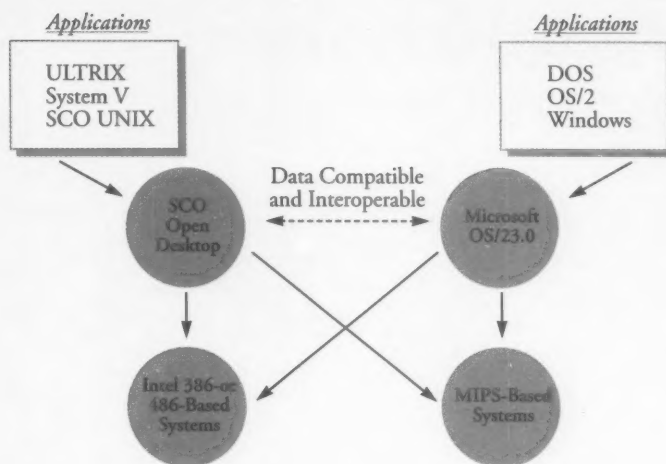 Applications
ULTRIX
System V
SCO UNIX
Applications
DOS
OS/2
Windows
Data Compatible
and Interoperable
SCO
Open
Desktop
Microsoft
OS/23.0
Intel 386-or
486-Based
Systems
MIPS-Based
Systems